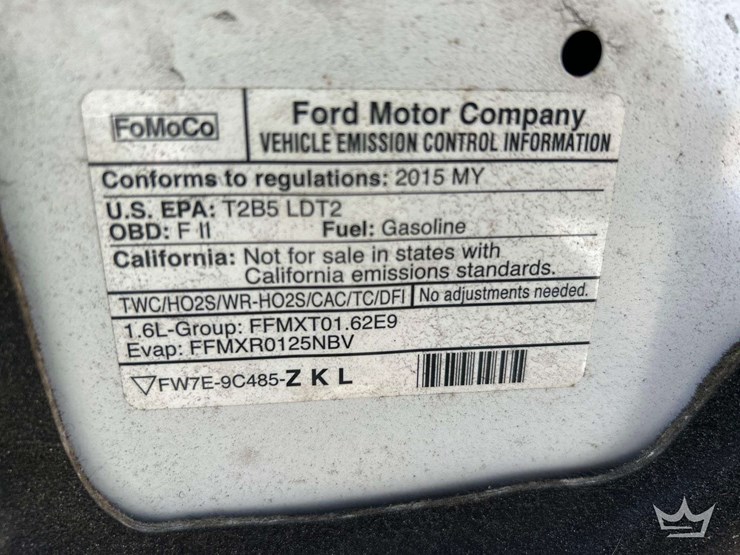 FoMoCo
Ford Motor Company
VEHICLE EMISSION CONTROL INFORMATION
Conforms to regulations: 2015 MY
U.S. EPA: T2B5 LDT2
OBD: F II Fuel: Gasoline
California: Not for sale in states with
California emissions standards.
TWC/HO2S/WR-HO2S/CAC/TC/DFI No adjustments needed.
1.6L-Group: FFMXT01.62E9
Evap: FFMXR0125NBV
▽FW7E-9C485-Z K L